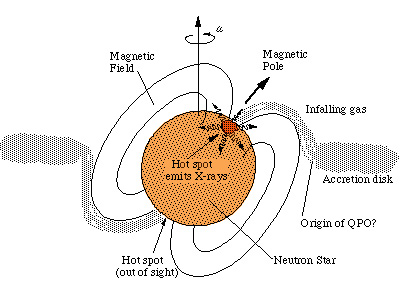 ω
Magnetic
Field
Magnetic
Pole
Infalling gas
Hot spot
emits X-rays
Accretion disk
Origin of QPO?
Hot spot
(out of sight)
Neutron Star